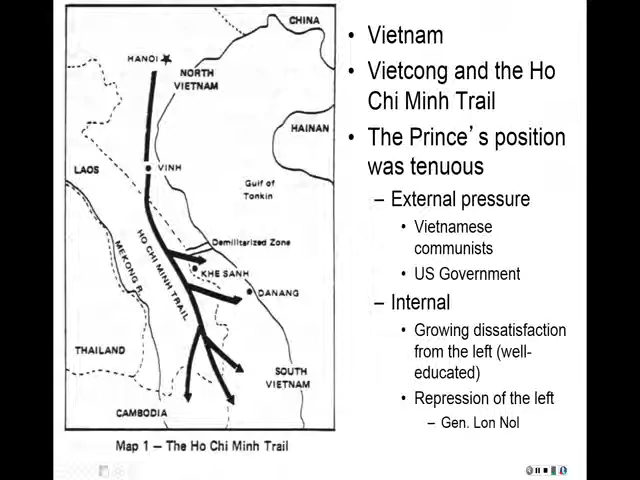 CHINA
HANOI
NORTH
VIETNAM
HAINAN
LAOS
VINH
Gulf of
Tonkin
Demilitarized Zone
HO CHI MINH TRAIL
MEKONG R.
KHE SANH
DANANG
THAILAND
SOUTH
VIETNAM
CAMBODIA
Map 1 — The Ho Chi Minh Trail
• Vietnam
• Vietcong and the Ho
Chi Minh Trail
• The Prince's position
was tenuous
– External pressure
• Vietnamese
communists
• US Government
– Internal
• Growing dissatisfaction
from the left (well-
educated)
• Repression of the left
– Gen. Lon Nol